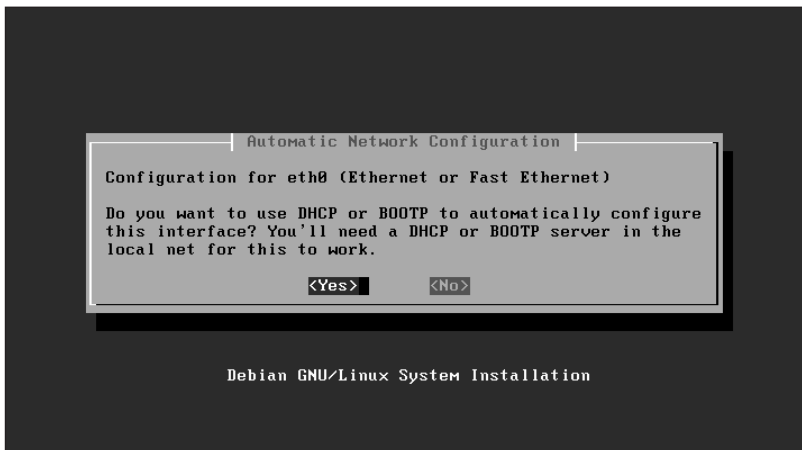 Automatic Network Configuration
Configuration for eth0 (Ethernet or Fast Ethernet)
Do you want to use DHCP or BOOTP to automatically configure
this interface? You'll need a DHCP or BOOTP server in the
local net for this to work.
<Yes> <No>
Debian GNU/Linux System Installation